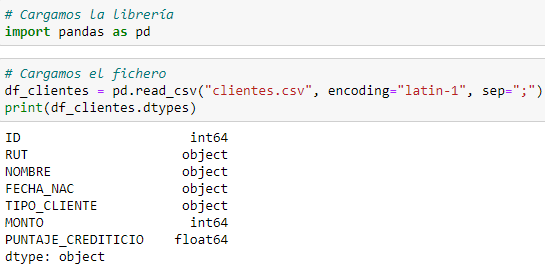 # Cargamos la librería
import pandas as pd
# Cargamos el fichero
df_clientes = pd.read_csv("clientes.csv", encoding="latin-1", sep=";")
print(df_clientes.dtypes)
ID int64
RUT object
NOMBRE object
FECHA_NAC object
TIPO_CLIENTE object
MONTO int64
PUNTAJE_CREDITICIO float64
dtype: object